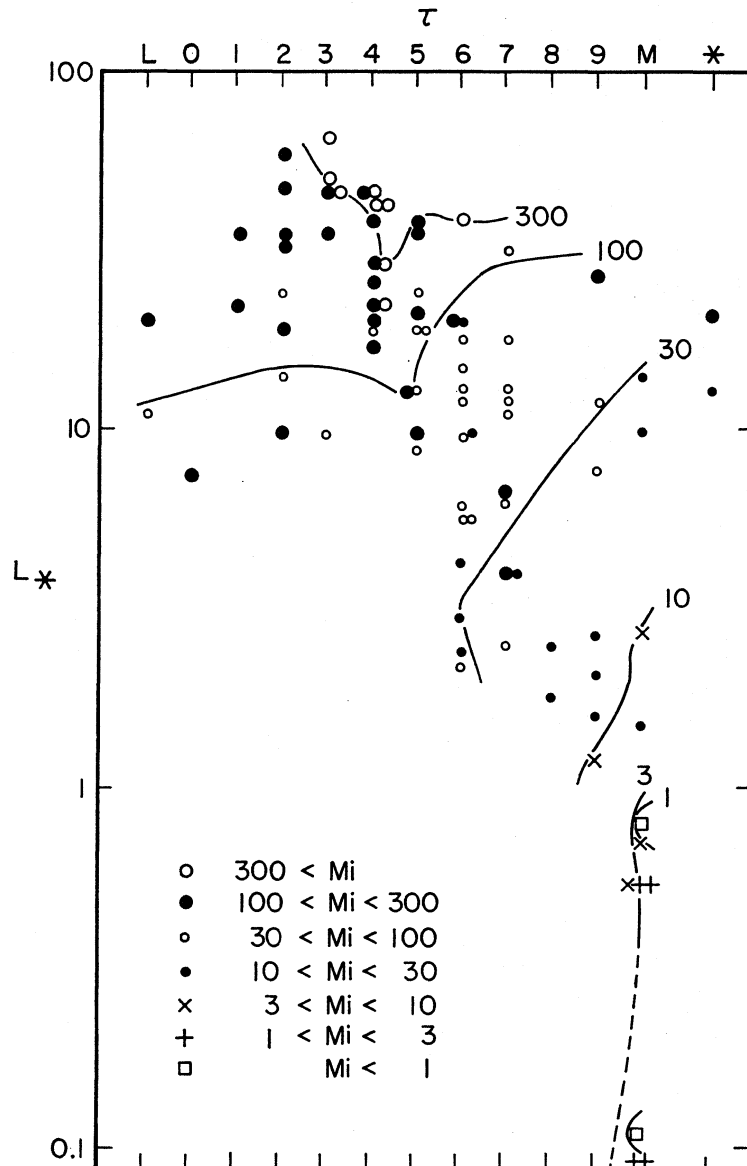 τ
L 0 1 2 3 4 5 6 7 8 9 M *
100
300
100
30
10
L*
10
3
1
1
300 < Mi
100 < Mi < 300
30 < Mi < 100
10 < Mi < 30
3 < Mi < 10
1 < Mi < 3
Mi < 1
0.1